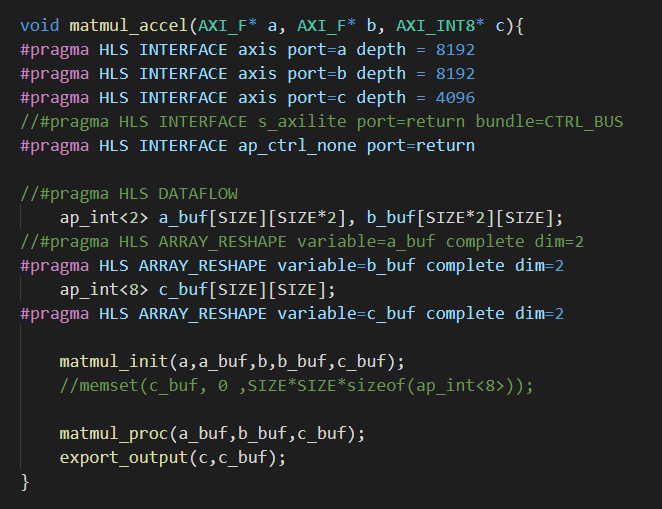 void matmul_accel(AXI_F* a, AXI_F* b, AXI_INT8* c){
#pragma HLS INTERFACE axis port=a depth = 8192
#pragma HLS INTERFACE axis port=b depth = 8192
#pragma HLS INTERFACE axis port=c depth = 4096
//#pragma HLS INTERFACE s_axilite port=return bundle=CTRL_BUS
#pragma HLS INTERFACE ap_ctrl_none port=return
//#pragma HLS DATAFLOW
ap_int<2> a_buf[SIZE][SIZE*2], b_buf[SIZE*2][SIZE];
//#pragma HLS ARRAY_RESHAPE variable=a_buf complete dim=2
#pragma HLS ARRAY_RESHAPE variable=b_buf complete dim=2
ap_int<8> c_buf[SIZE][SIZE];
#pragma HLS ARRAY_RESHAPE variable=c_buf complete dim=2
matmul_init(a,a_buf,b,b_buf,c_buf);
//memset(c_buf, 0 ,SIZE*SIZE*sizeof(ap_int<8>));
matmul_proc(a_buf,b_buf,c_buf);
export_output(c,c_buf);
}